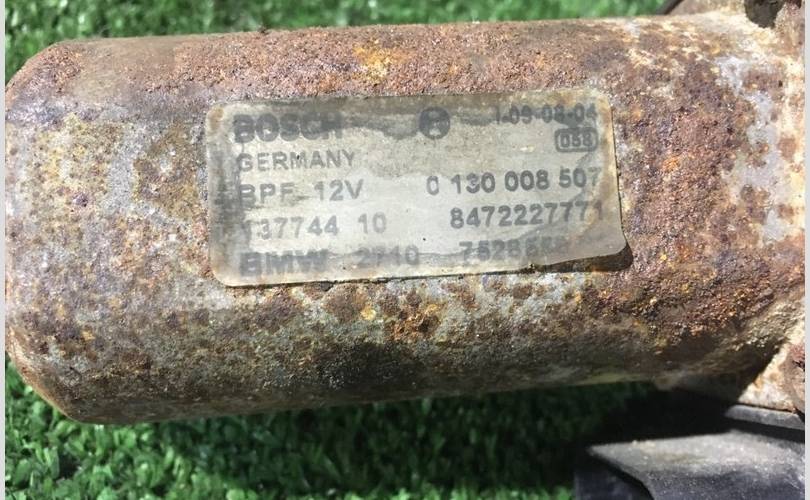 BOSCH
1-09-08-04
058
GERMANY
BPF 12V 0 130 008 507
137744 10 8472227771
BMW 2710